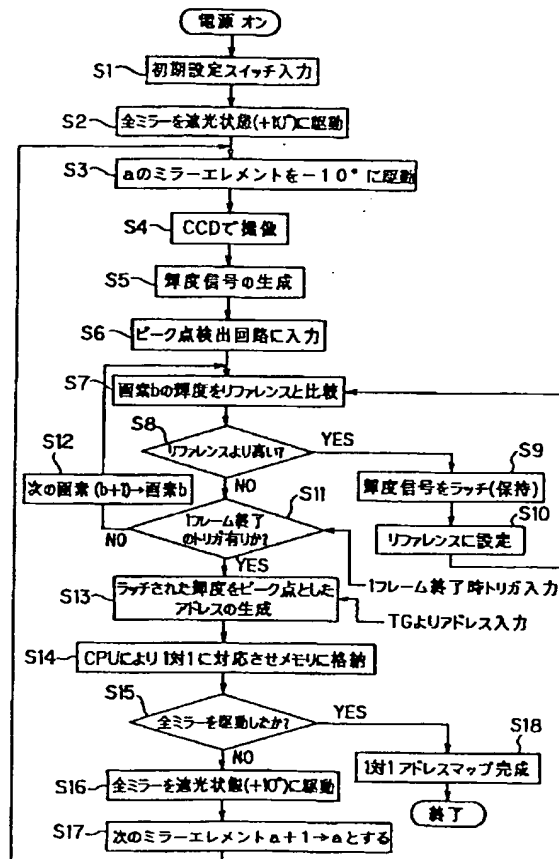 電源 オン
S1
初期設定スイッチ入力
S2
全ミラーを遮光状態(+10°)に駆動
S3
aのミラーエレメントを-10°に駆動
S4
CCDで撮像
S5
輝度信号の生成
S6
ピーク点検出回路に入力
S7
画素bの輝度をリファレンスと比較
S8
リファレンスより高い?
YES
NO
S9
輝度信号をラッチ(保持)
S10
リファレンスに設定
S12
次の画素(b+1)→画素b
S11
1フレーム終了
のトリガ有りか?
NO
YES
1フレーム終了時トリガ入力
S13
ラッチされた輝度をピーク点とした
アドレスの生成
TGよりアドレス入力
S14
CPUにより1対1に対応させメモリに格納
S15
全ミラーを駆動したか?
YES
NO
S18
1対1アドレスマップ完成
終了
S16
全ミラーを遮光状態(+10°)に駆動
S17
次のミラーエレメントa+1→aとする